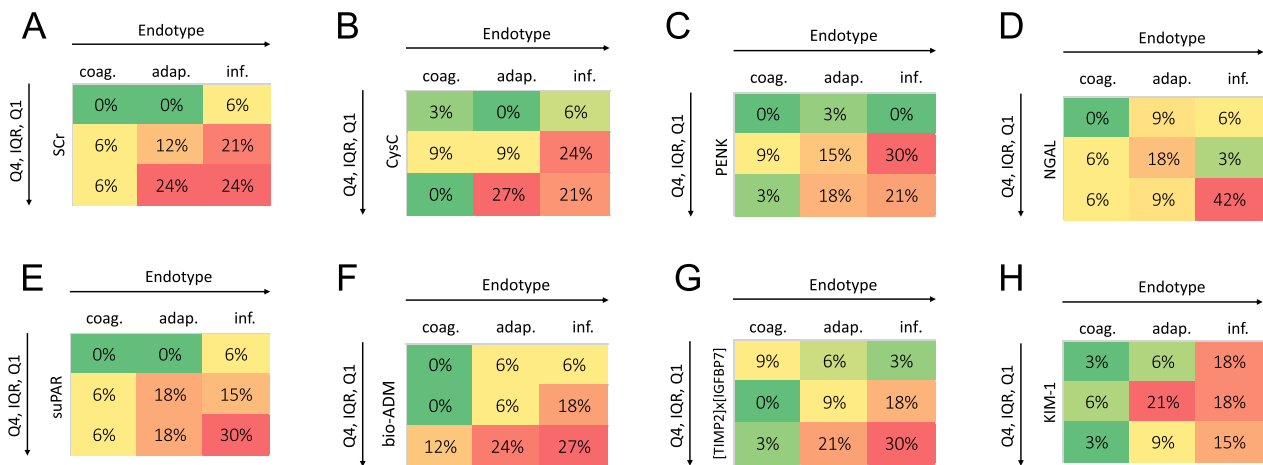 A
Endotype
coag. adap. inf.
Q4, IQR, Q1
SCr
0% 0% 6%
6% 12% 21%
6% 24% 24%
B
Endotype
coag. adap. inf.
Q4, IQR, Q1
CysC
3% 0% 6%
9% 9% 24%
0% 27% 21%
C
Endotype
coag. adap. inf.
Q4, IQR, Q1
PENK
0% 3% 0%
9% 15% 30%
3% 18% 21%
D
Endotype
coag. adap. inf.
Q4, IQR, Q1
NGAL
0% 9% 6%
6% 18% 3%
6% 9% 42%
E
Endotype
coag. adap. inf.
Q4, IQR, Q1
suPAR
0% 0% 6%
6% 18% 15%
6% 18% 30%
F
Endotype
coag. adap. inf.
Q4, IQR, Q1
bio-ADM
0% 6% 6%
0% 6% 18%
12% 24% 27%
G
Endotype
coag. adap. inf.
Q4, IQR, Q1
[TIMP2]x[IGFBP7]
9% 6% 3%
0% 9% 18%
3% 21% 30%
H
Endotype
coag. adap. inf.
Q4, IQR, Q1
KIM-1
3% 6% 18%
6% 21% 18%
3% 9% 15%